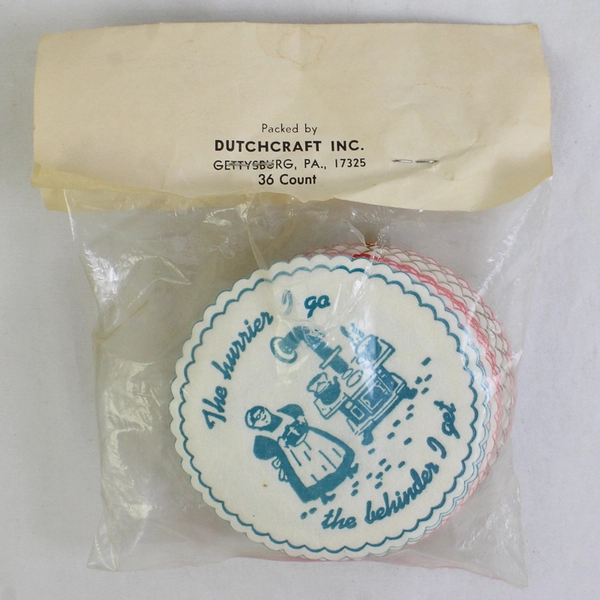 Packed by
DUTCHCRAFT INC.
GETTYSBURG, PA., 17325
36 Count
The hurrier I go
the behinder I get